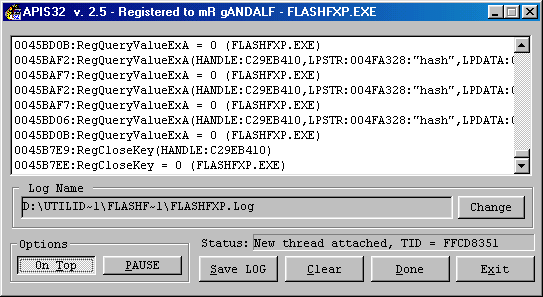 APIS32 v. 2.5 - Registered to mR gANDALF - FLASHFXP.EXE
0045BD0B:RegQueryValueExA = 0 (FLASHFXP.EXE)
0045BAF2:RegQueryValueExA(HANDLE:C29EB410,LPSTR:004FA328:"hash",LPDATA:0
0045BAF7:RegQueryValueExA = 0 (FLASHFXP.EXE)
0045BAF2:RegQueryValueExA(HANDLE:C29EB410,LPSTR:004FA328:"hash",LPDATA:0
0045BAF7:RegQueryValueExA = 0 (FLASHFXP.EXE)
0045BD06:RegQueryValueExA(HANDLE:C29EB410,LPSTR:004FA328:"hash",LPDATA:0
0045BD0B:RegQueryValueExA = 0 (FLASHFXP.EXE)
0045B7E9:RegCloseKey(HANDLE:C29EB410)
0045B7EE:RegCloseKey = 0 (FLASHFXP.EXE)
Log Name
D:\UTILID~1\FLASHF~1\FLASHFXP.Log
Change
Options
On Top
PAUSE
Status: New thread attached, TID = FFCD8351
Save LOG
Clear
Done
Exit